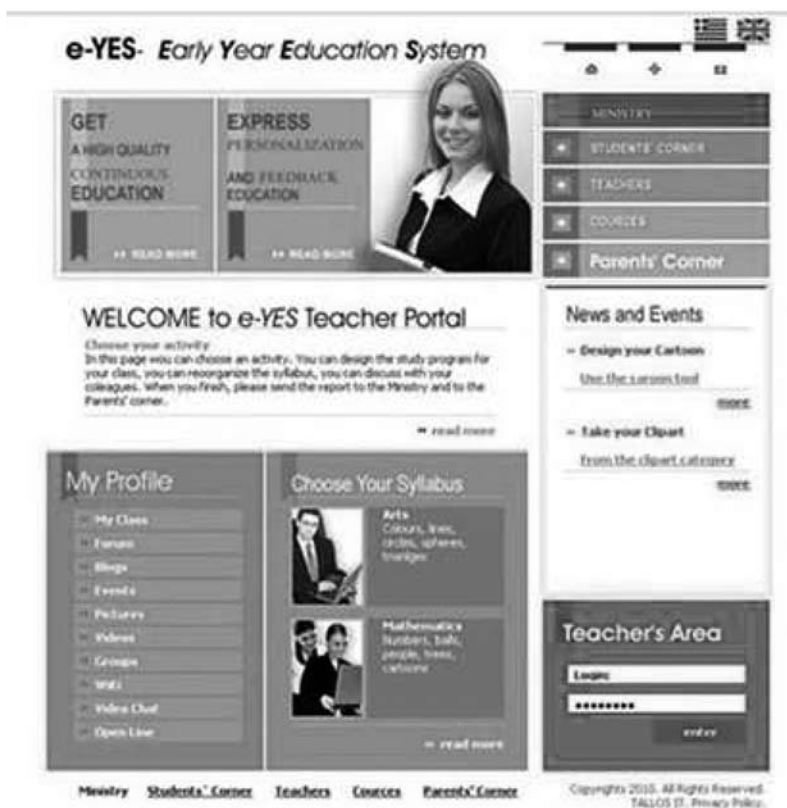 e-YES- Early Year Education System
GET
A HIGH QUALITY
CONTINUOUS
EDUCATION
READ MORE
EXPRESS
PERSONALIZATION
AND FEEDBACK
EDUCATION
READ MORE
MINISTRY
STUDENTS' CORNER
TEACHERS
COURCES
Parents' Corner
WELCOME to e-YES Teacher Portal
Choose your activity
In this page wou can choose an activity. You can design the study program for
your class, you can reorganize the syllabus, you can discuss with your
coleagues. When you finish, please send the report to the Ministry and to the
Parents' corner.
read more
News and Events
Design your Cartoon
Use the caroon tool
more
Take your Clipart
From the clipart category
more
My Profile
My Class
Forum
Blogs
Events
Pictures
Videos
Groups
Wiki
Video Chat
Open Line
Choose Your Syllabus
Arts
Colours, lines,
circles, spheres,
Mathematics
Numbers, balls,
people, trees,
cartoons
read more
Teacher's Area
Login:
enter
Ministry Students' Corner Teachers Cources Parents' Corner
Copyrights 2010. All Rights Reserved.
TALLOS ST. Privacy Policy.